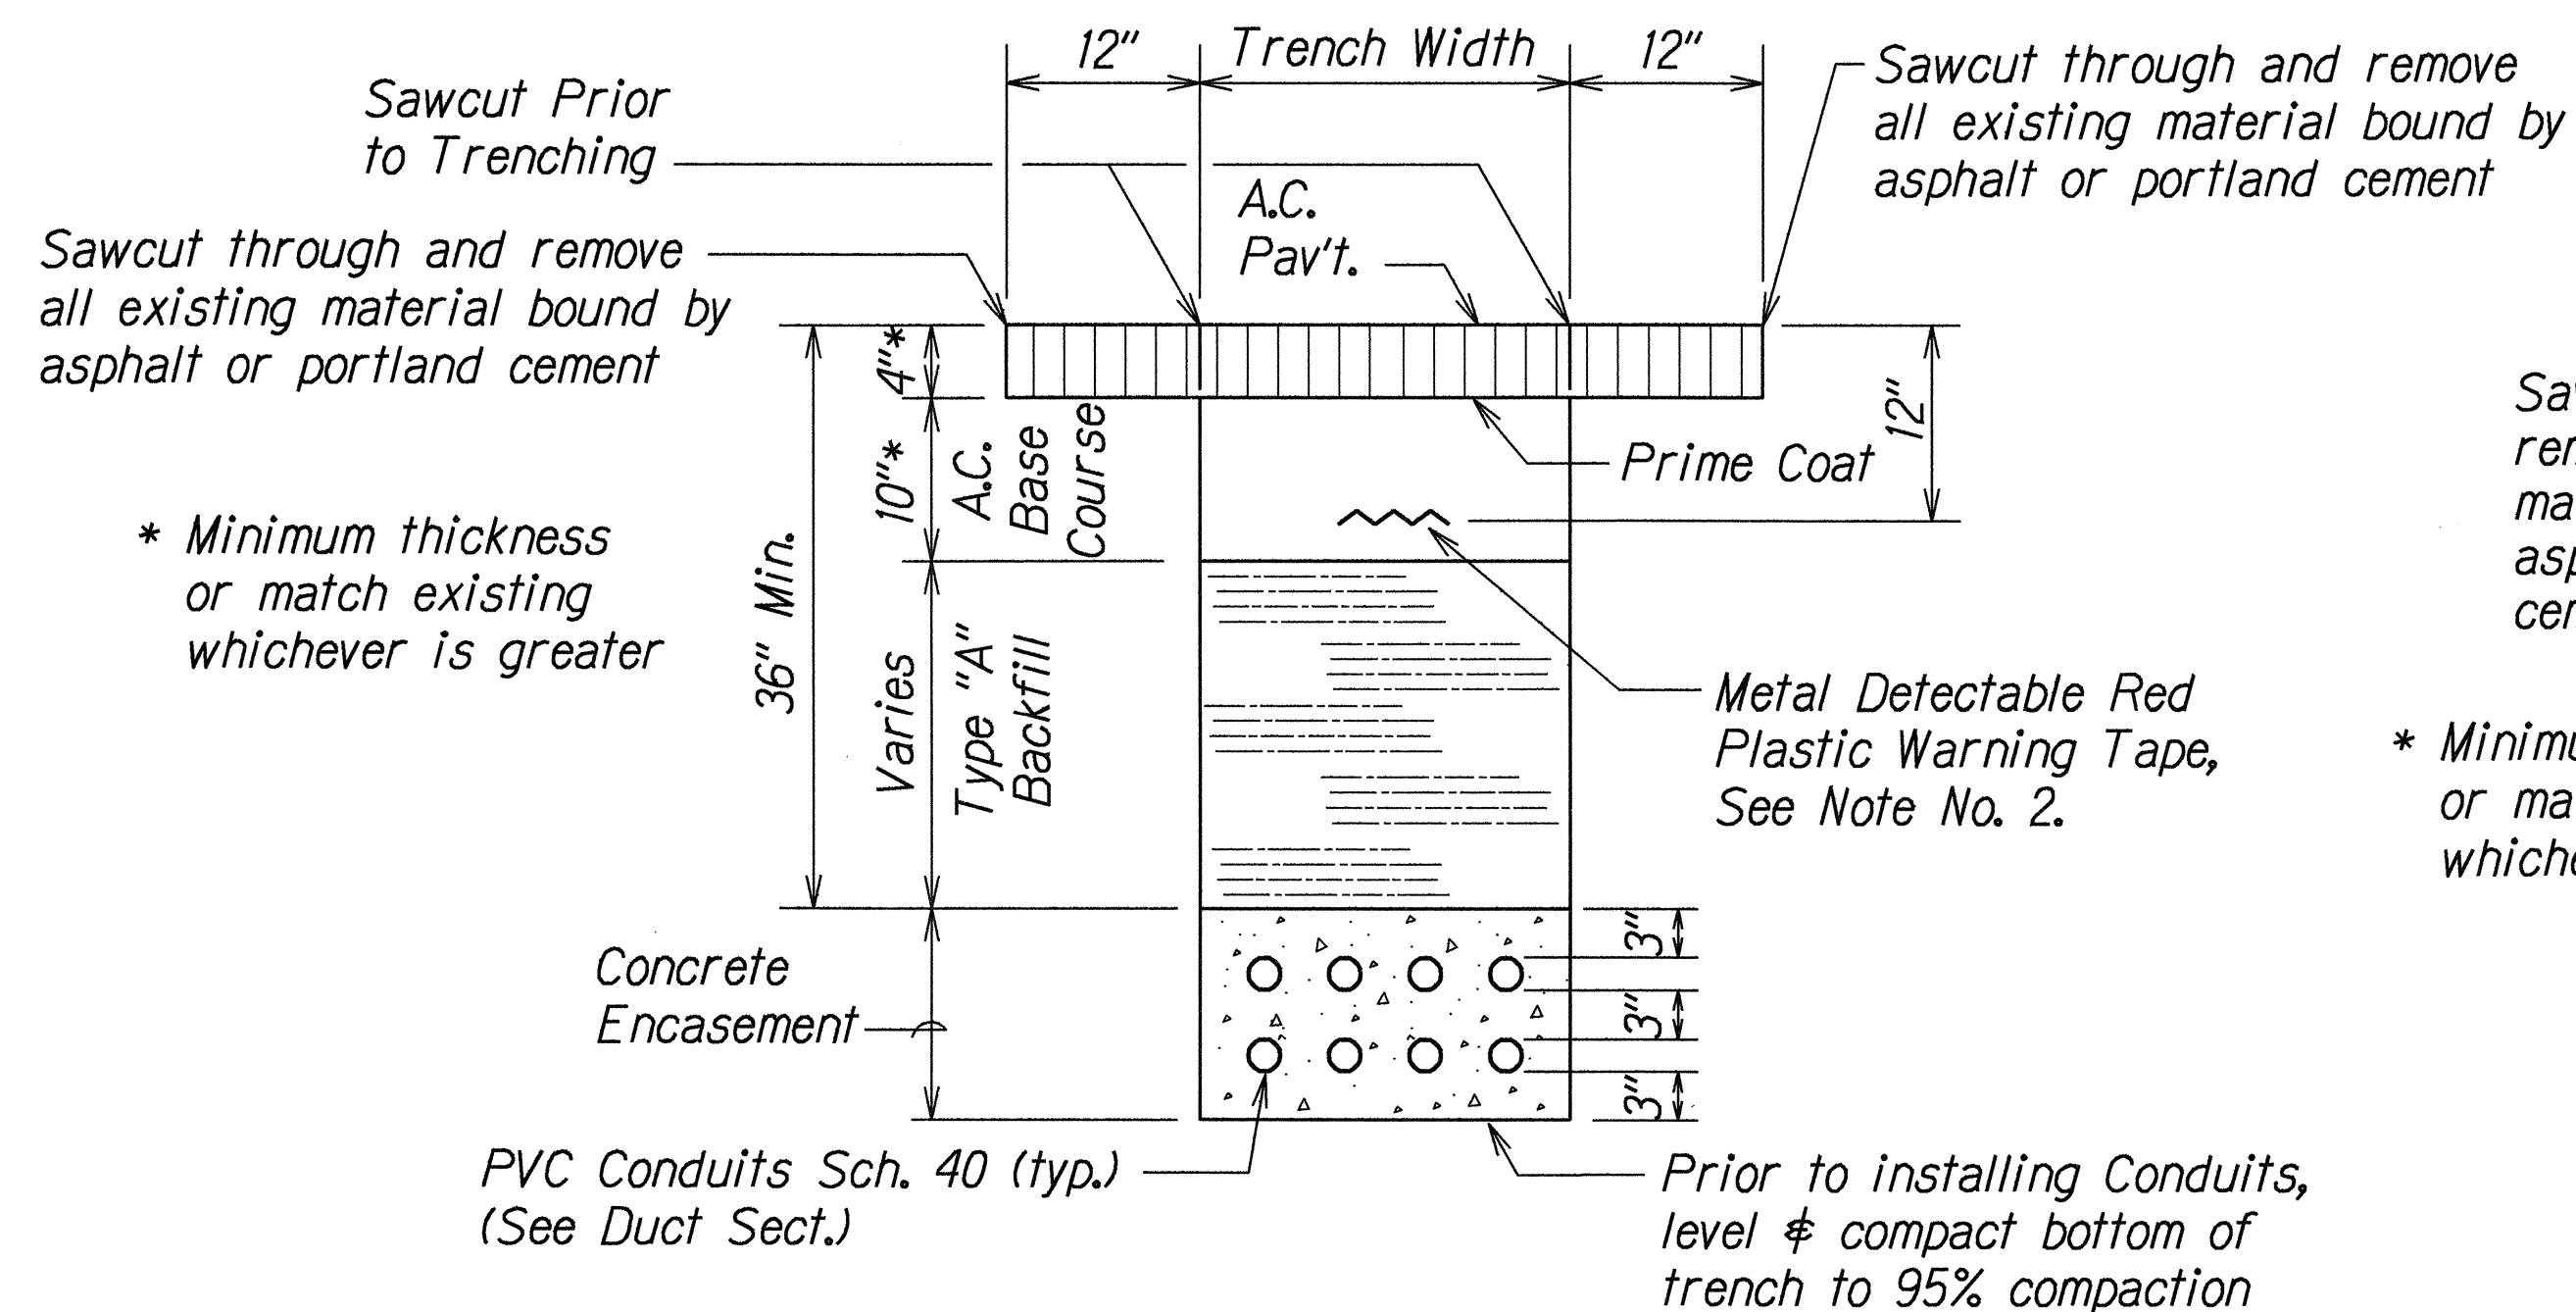 12" Trench Width 12"
Sawcut Prior
to Trenching
Sawcut through and remove
all existing material bound by
asphalt or portland cement
A.C.
Pav't.
Sawcut through and remove
all existing material bound by
asphalt or portland cement
4"*
10"*
A.C.
Base
Course
Prime Coat
12"
* Minimum thickness
or match existing
whichever is greater
36" Min.
Varies
Type "A"
Backfill
Metal Detectable Red
Plastic Warning Tape,
See Note No. 2.
Concrete
Encasement
3"
3"
3"
PVC Conduits Sch. 40 (typ.)
(See Duct Sect.)
Prior to installing Conduits,
level & compact bottom of
trench to 95% compaction
* 
or